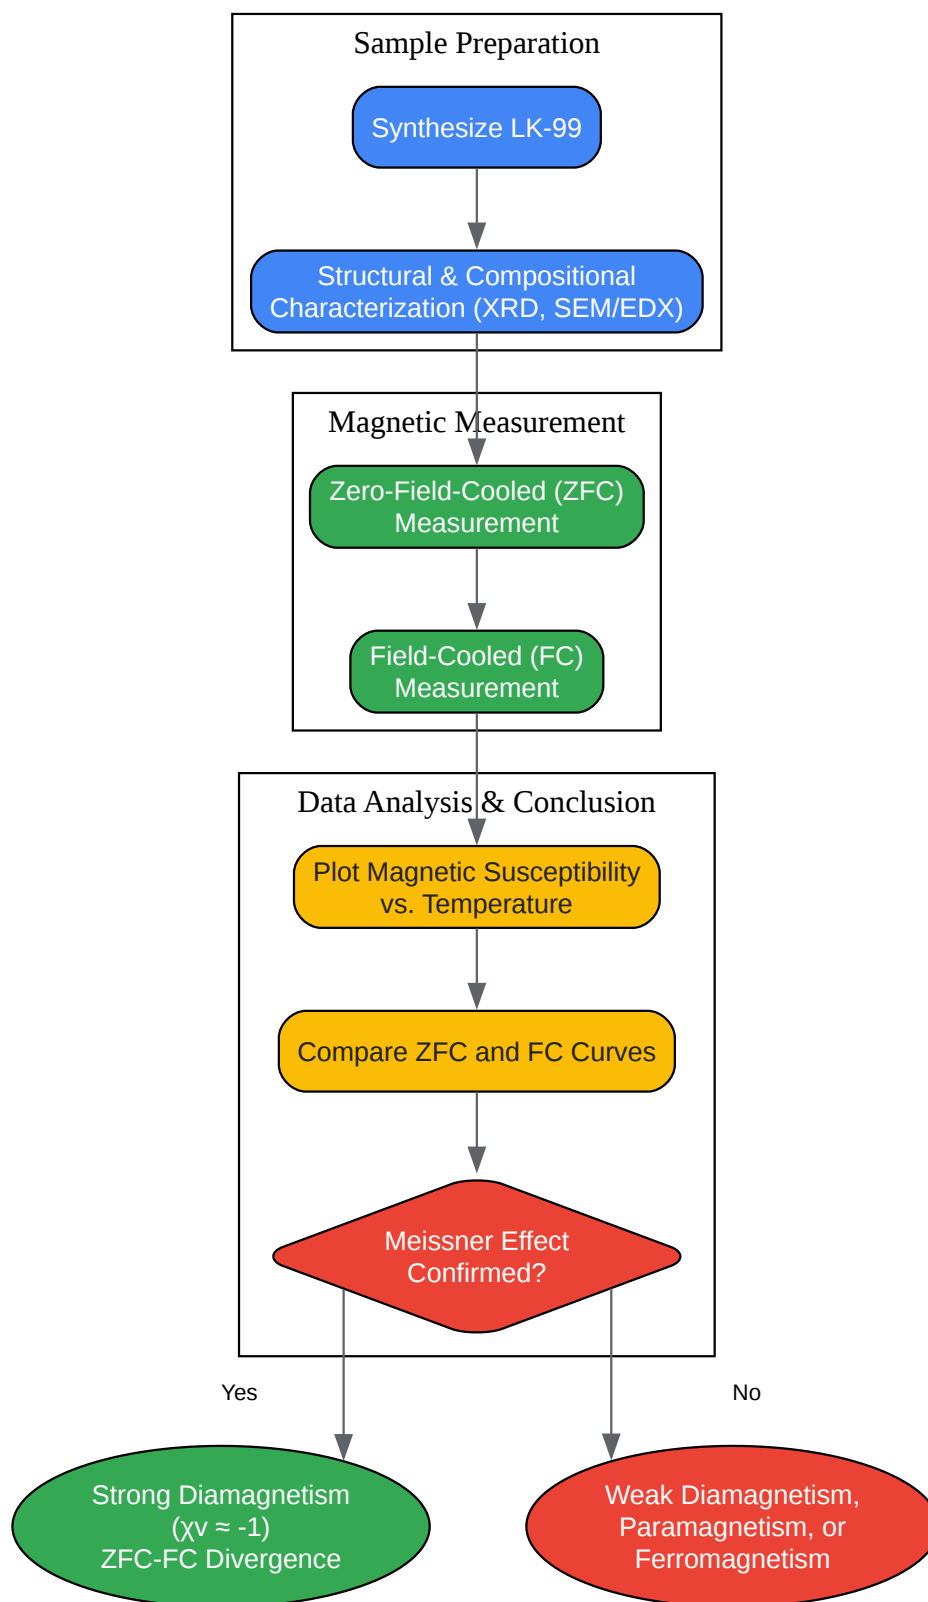 Sample Preparation
Synthesize LK-99
Structural & Compositional
Characterization (XRD, SEM/EDX)
Magnetic Measurement
Zero-Field-Cooled (ZFC)
Measurement
Field-Cooled (FC)
Measurement
Data Analysis & Conclusion
Plot Magnetic Susceptibility
vs. Temperature
Compare ZFC and FC Curves
Meissner Effect
Confirmed?
Yes
No
Strong Diamagnetism
(χv ≈ -1)
ZFC-FC Divergence
Weak Diamagnetism,
Paramagnetism, or
Ferromagnetism